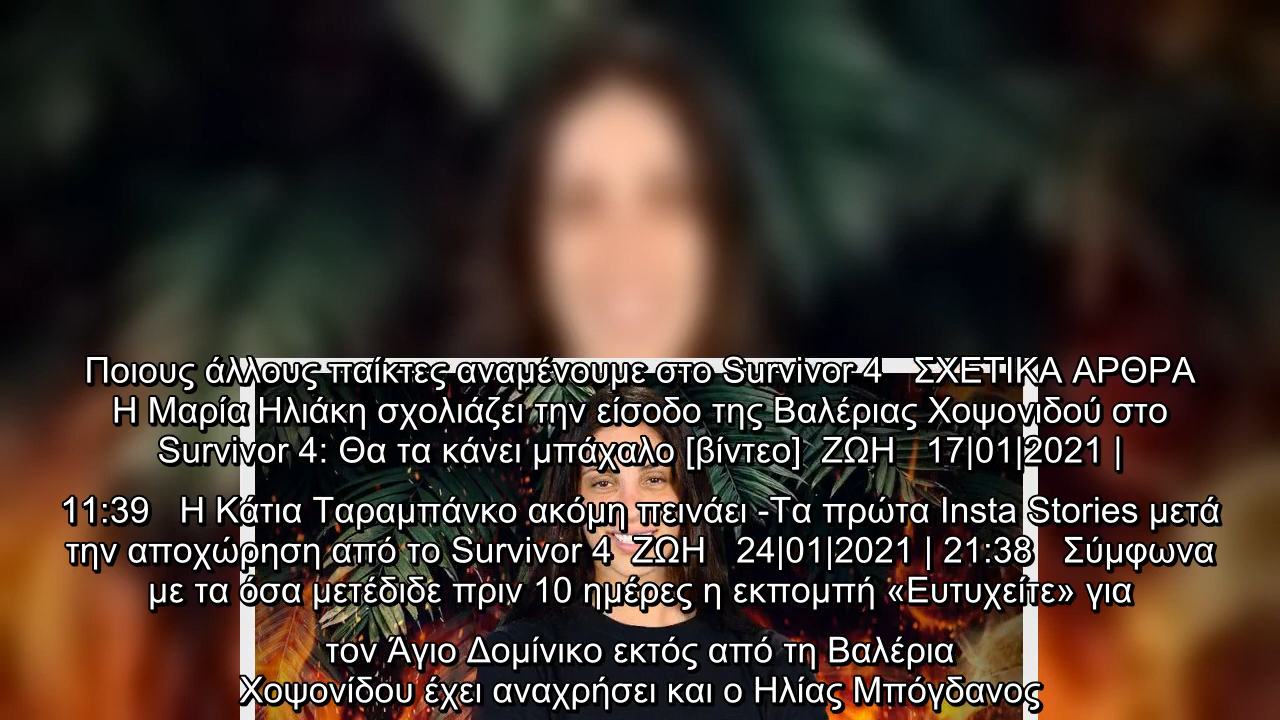 Ποιους άλλους παίκτες αναμένουμε στο Survivor 4   ΣΧΕΤΙΚΑ ΑΡΘΡΑ
Η Μαρία Ηλιάκη σχολιάζει την είσοδο της Βαλέριας Χοψονιδού στο
Survivor 4: Θα τα κάνει μπάχαλο [βίντεο]  ΖΩΗ   17|01|2021 |
11:39   Η Κάτια Ταραμπάνκο ακόμη πεινάει -Τα πρώτα Insta Stories μετά
την αποχώρηση από το Survivor 4  ΖΩΗ   24|01|2021 | 21:38   Σύμφωνα
με τα όσα μετέδιδε πριν 10 ημέρες η εκπομπή «Ευτυχείτε» για
τον Άγιο Δομίνικο εκτός από τη Βαλέρια
Χοψονίδου έχει αναχρήσει και ο Ηλίας Μπόγδανος